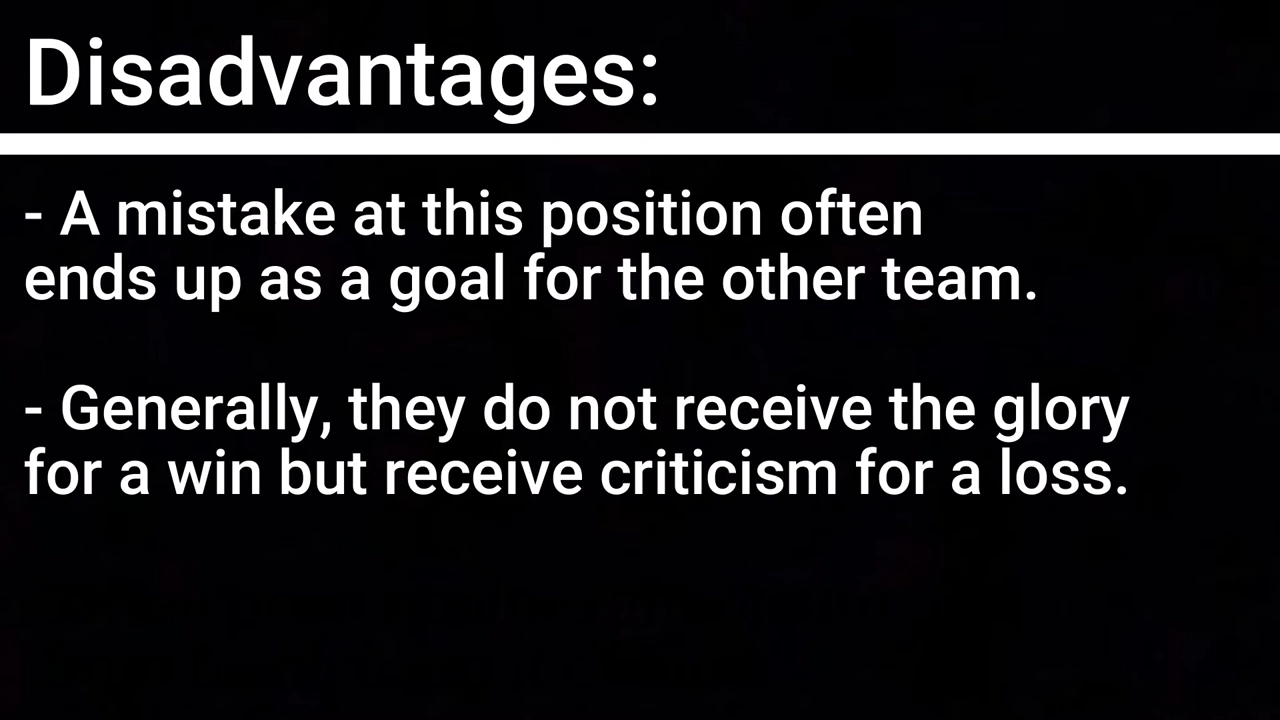 Disadvantages:
- A mistake at this position often
ends up as a goal for the other team.
- Generally, they do not receive the glory
for a win but receive criticism for a loss.